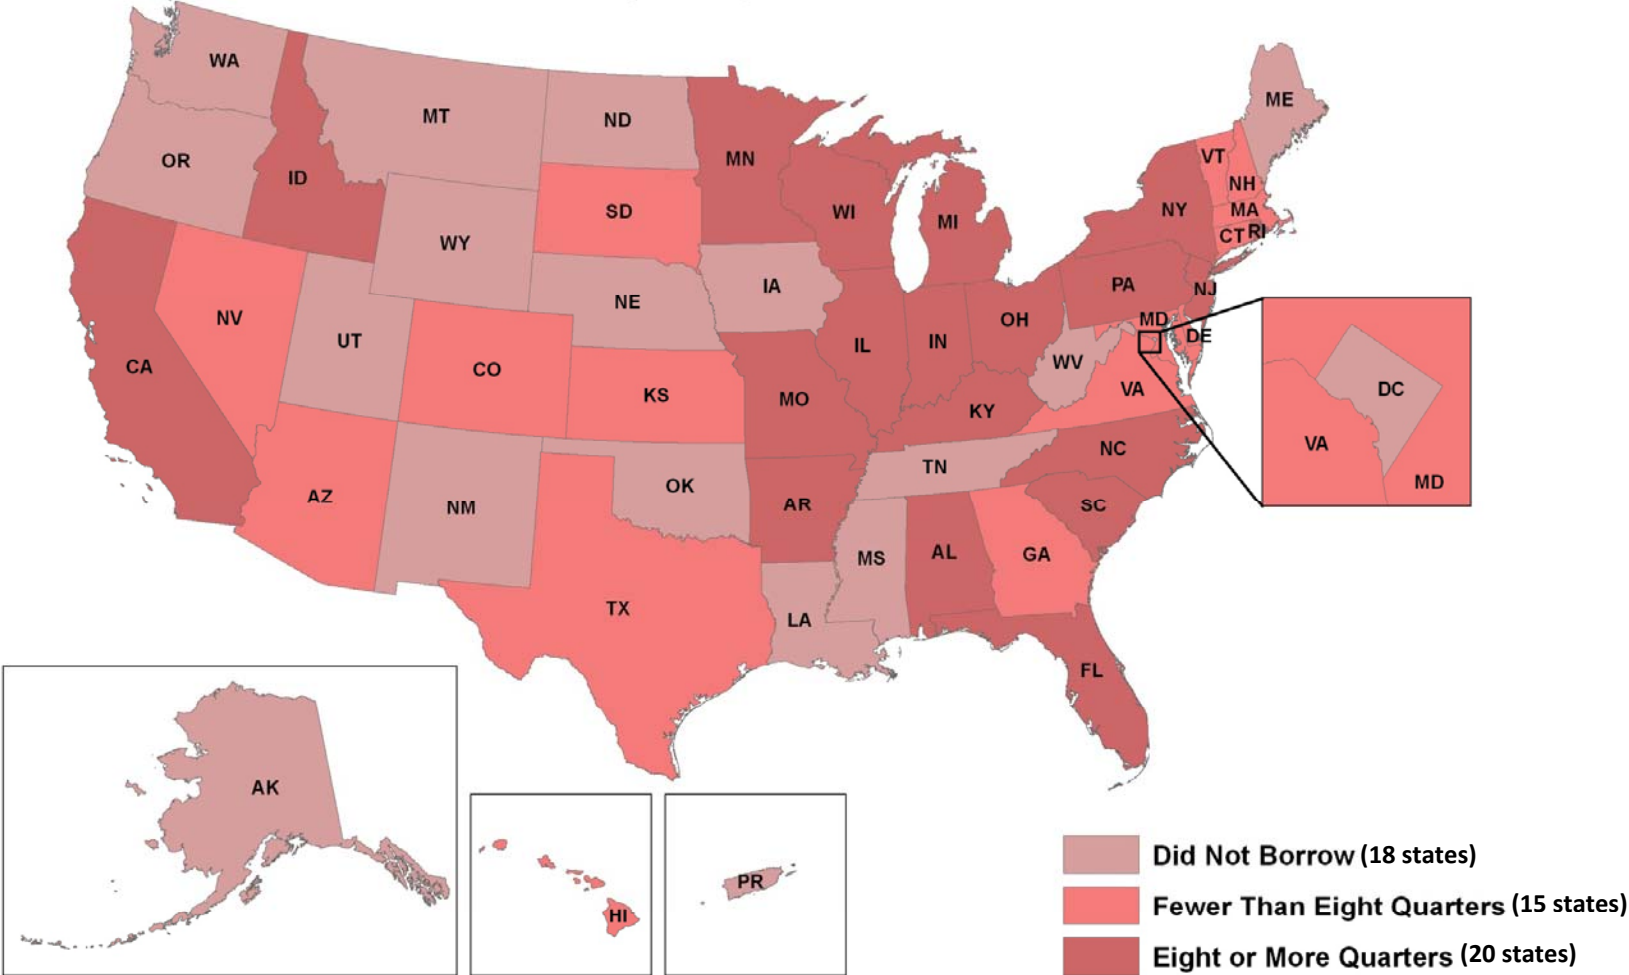 WA
MT
ND
ME
OR
ID
MN
VT
NH
SD
WI
MI
NY
MA
CT
RI
WY
IA
PA
NJ
NE
NV
UT
OH
MD
DE
IL
IN
WV
CA
CO
KS
MO
KY
VA
DC
VA
MD
NC
TN
AZ
NM
OK
AR
SC
MS
AL
GA
TX
LA
FL
AK
HI
PR
Did Not Borrow (18 states)
Fewer Than Eight Quarters (15 states)
Eight or More Quarters (20 states)